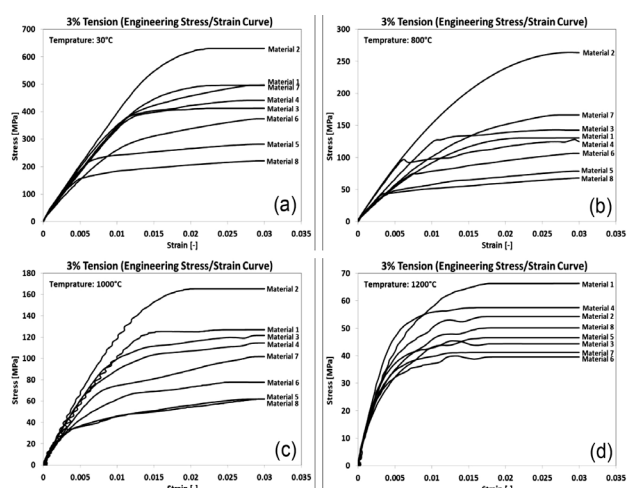 3% Tension (Engineering Stress/Strain Curve)
Temprature: 30°C
Stress [MPa]
700
600
500
400
300
200
100
0
Material 2
Material 1
Material 7
Material 4
Material 3
Material 6
Material 5
Material 8
(a)
0 0.005 0.01 0.015 0.02 0.025 0.03 0.035
Strain [-]
3% Tension (Engineering Stress/Strain Curve)
Temprature: 800°C
Stress [MPa]
300
250
200
150
100
50
0
Material 2
Material 7
Material 3
Material 1
Material 4
Material 6
Material 5
Material 8
(b)
0 0.005 0.01 0.015 0.02 0.025 0.03 0.035
Strain [-]
3% Tension (Engineering Stress/Strain Curve)
Temprature: 1000°C
Stress [MPa]
180
160
140
120
100
80
60
40
20
0
Material 2
Material 1
Material 3
Material 4
Material 7
Material 6
Material 5
Material 8
(c)
0 0.005 0.01 0.015 0.02 0.025 0.03 0.035
Strain [-]
3% Tension (Engineering Stress/Strain Curve)
Temprature: 1200°C
Stress [MPa]
70
60
50
40
30
20
10
0
Material 1
Material 4
Material 2
Material 8
Material 5
Material 3
Material 7
Material 6
(d)
0 0.005 0.01 0.015 0.02 0.025 0.03 0.035
Strain [-]